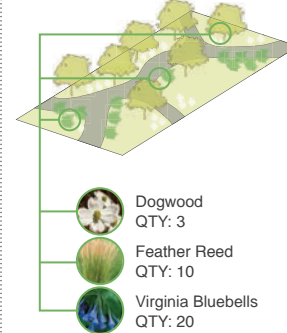 Dogwood
QTY: 3
Feather Reed
QTY: 10
Virginia Bluebells
QTY: 20